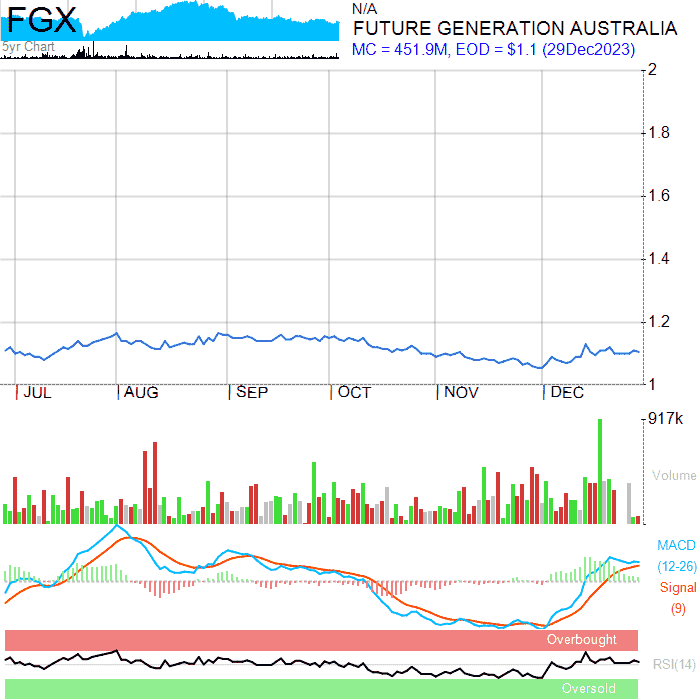 FGX
5yr Chart
N/A
FUTURE GENERATION AUSTRALIA
MC = 451.9M, EOD = $1.1 (29Dec2023)
2
1.8
1.6
1.4
1.2
1
JUL AUG SEP OCT NOV DEC
917k
Volume
MACD
(12-26)
Signal
(9)
Overbought
RSI(14)
Oversold